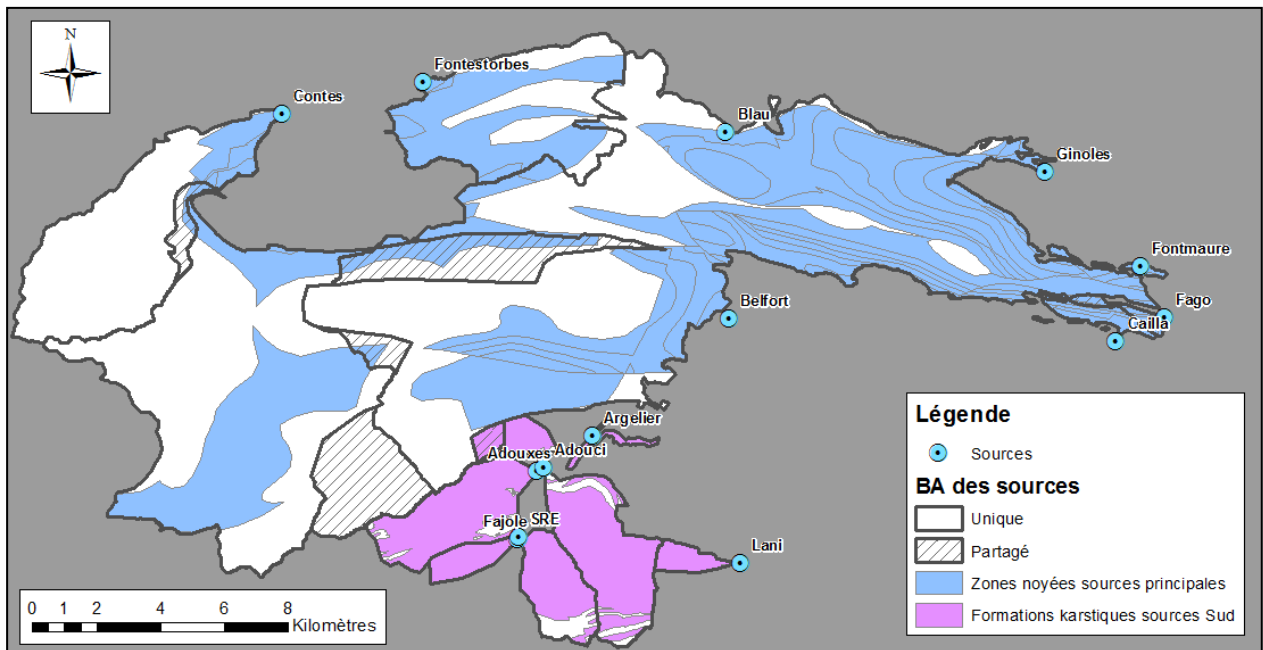 N
Fontestorbes
Contes
Blau
Ginoles
Fontmaure
Fago
Belfort
Cailla
Argelier
Adouxes Adouci
Fajole SRE
Lani
Légende
Sources
BA des sources
Unique
Partagé
Zones noyées sources principales
Formations karstiques sources Sud
0 1 2 4 6 8
Kilomètres